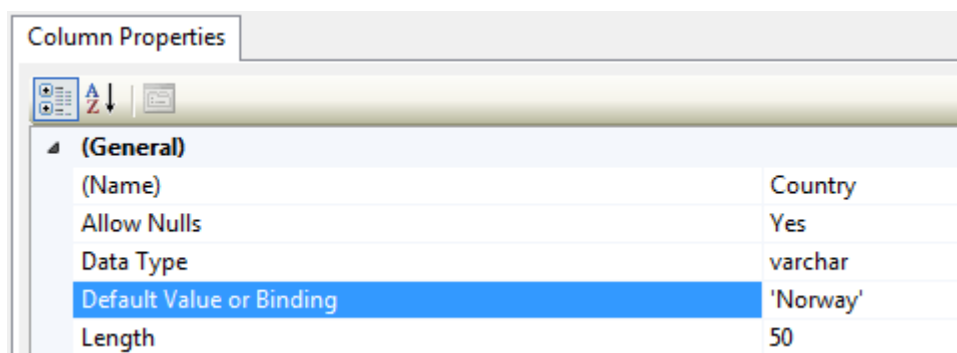 Column Properties
A Z
(General)
(Name) Country
Allow Nulls Yes
Data Type varchar
Default Value or Binding 'Norway'
Length 50